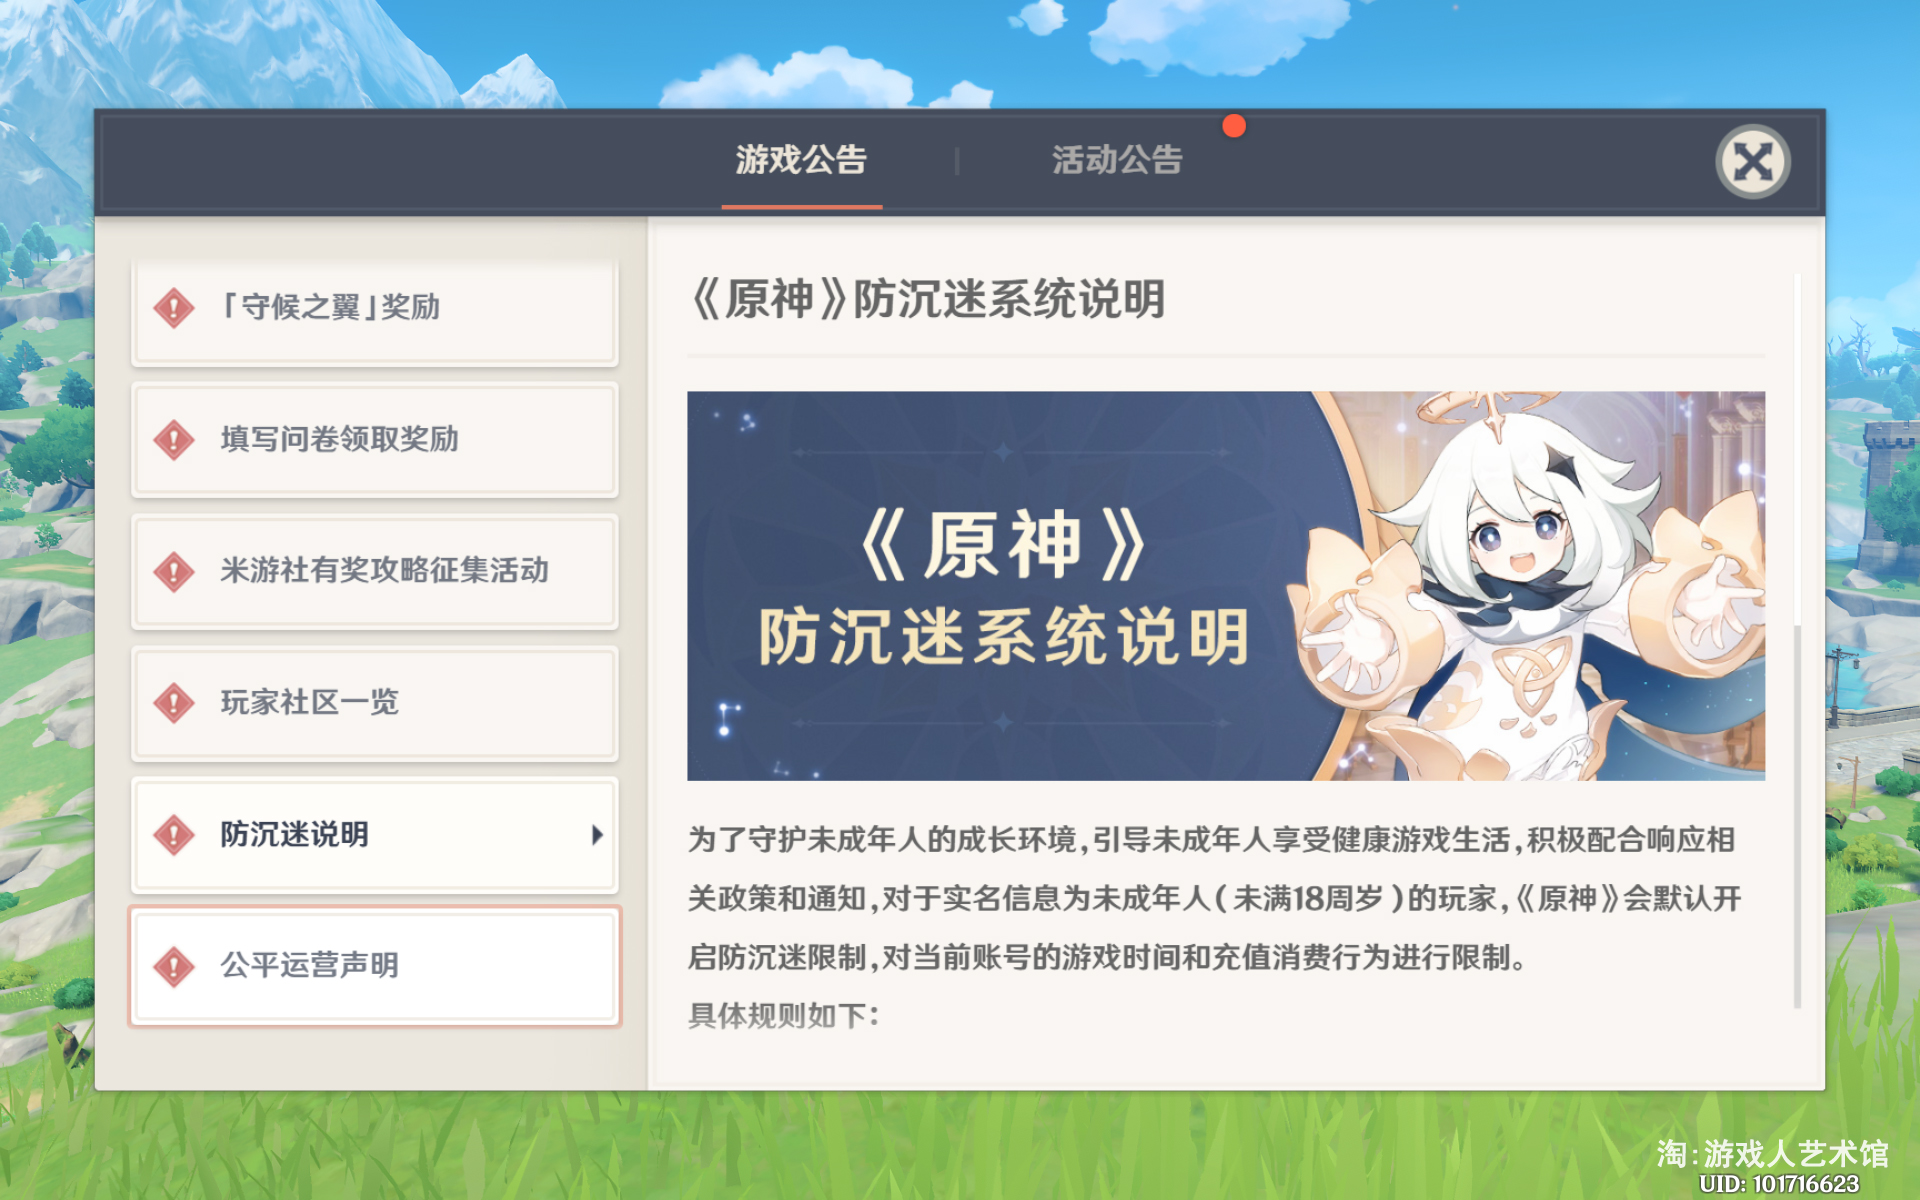 游戏公告
活动公告
「守候之翼」奖励
填写问卷领取奖励
米游社有奖攻略征集活动
玩家社区一览
防沉迷说明
公平运营声明
《原神》防沉迷系统说明
《原神》
防沉迷系统说明
为了守护未成年人的成长环境,引导未成年人享受健康游戏生活,积极配合响应相
关政策和通知,对于实名信息为未成年人(未满18周岁)的玩家,《原神》会默认开
启防沉迷限制,对当前账号的游戏时间和充值消费行为进行限制。
具体规则如下:
淘:游戏人艺术馆
UID: 101716623